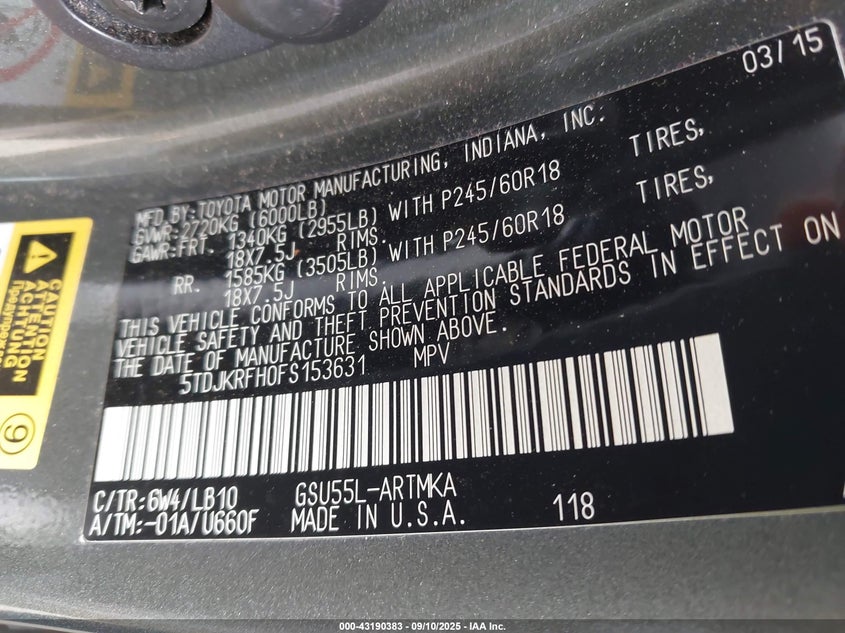 03/15
MFD.BY:TOYOTA MOTOR MANUFACTURING, INDIANA, INC.
GVWR:2720KG (6000LB)
GAWR:FRT. 1340KG (2955LB) WITH P245/60R18 TIRES,
18X7.5J RIMS.
RR. 1585KG (3505LB) WITH P245/60R18 TIRES,
18X7.5J RIMS.
THIS VEHICLE CONFORMS TO ALL APPLICABLE FEDERAL MOTOR
VEHICLE SAFETY AND THEFT PREVENTION STANDARDS IN EFFECT ON
THE DATE OF MANUFACTURE SHOWN ABOVE.
5TDJKRFH0FS153631 MPV
C/TR:6W4/LB10 GSU55L-ARTMKA
A/TM:-01A/U660F MADE IN U.S.A. 118
CAUTION
ATTENTION
ACHTUNG
9
000-43190383 - 09/10/2025 - IAA Inc.